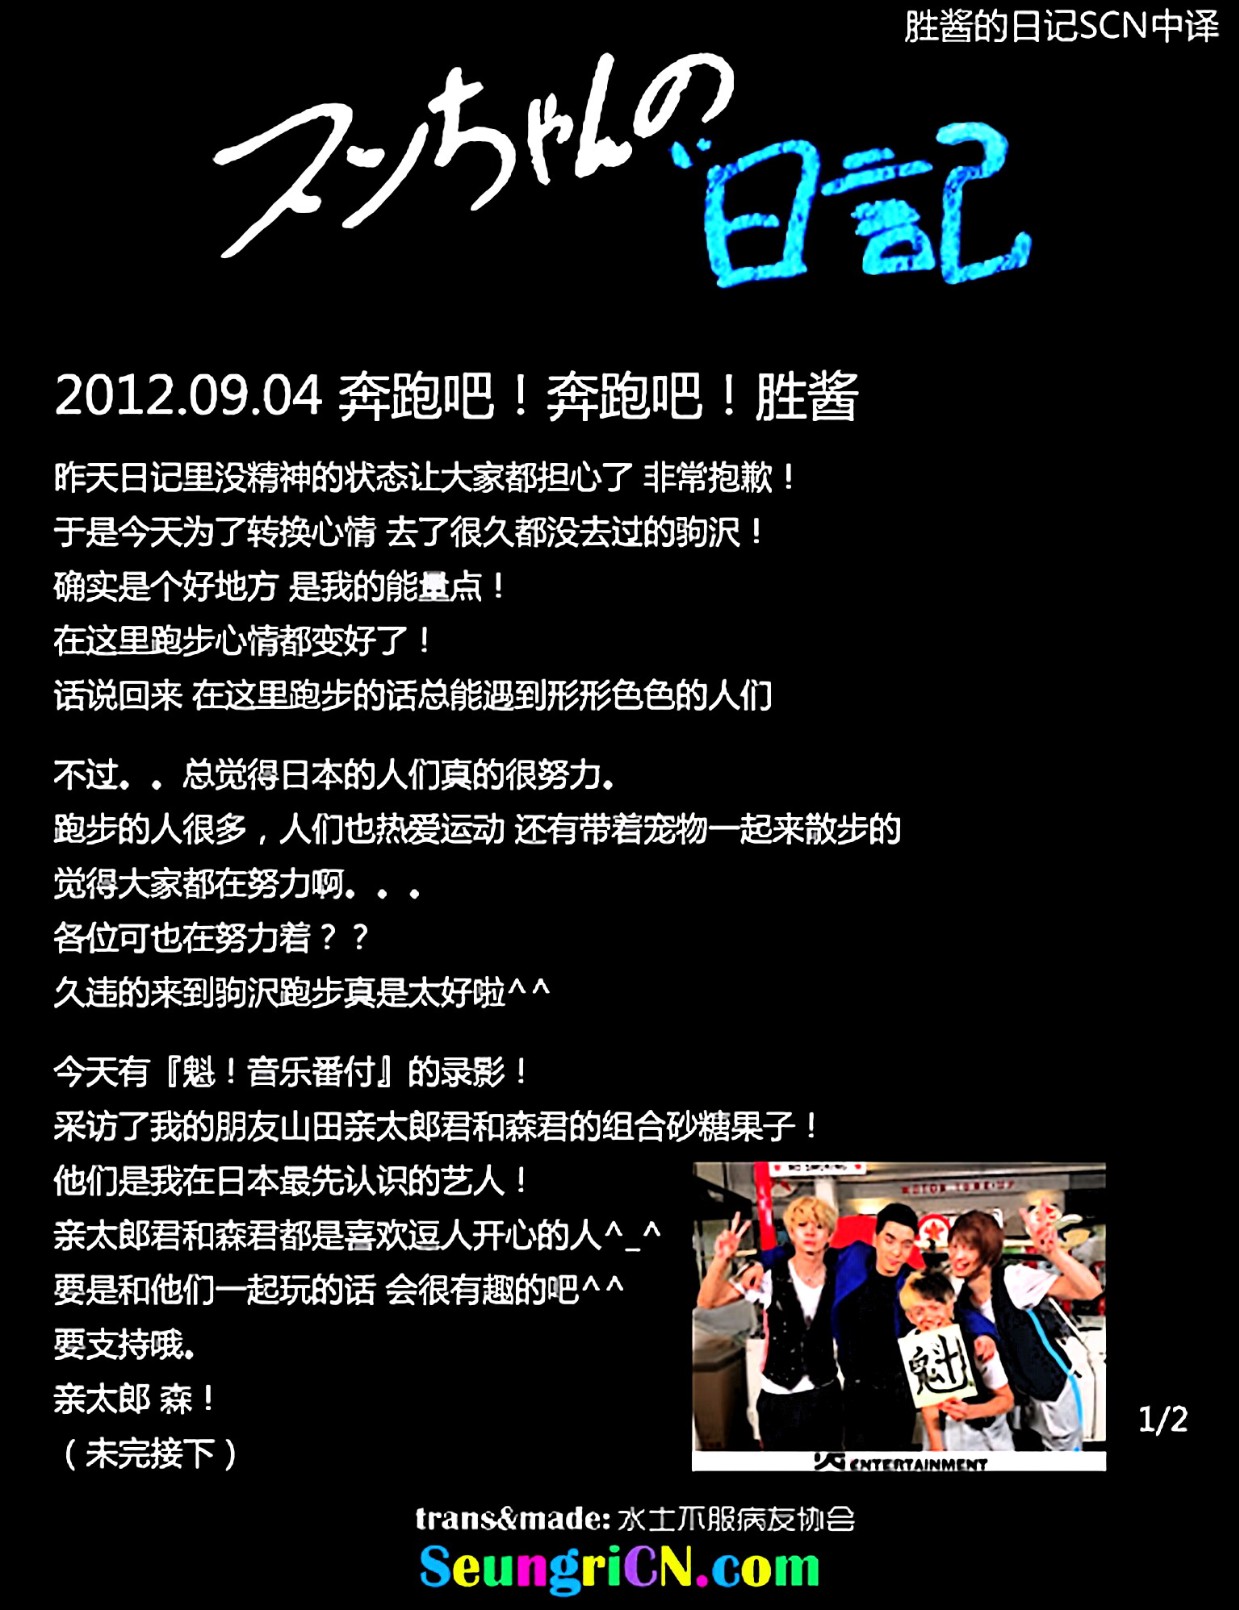 胜酱的日记SCN中译
スンちゃんの
日記
2012.09.04 奔跑吧！奔跑吧！胜酱
昨天日记里没精神的状态让大家都担心了 非常抱歉！
于是今天为了转换心情 去了很久都没去过的驹沢！
确实是个好地方 是我的能量点！
在这里跑步心情都变好了！
话说回来 在这里跑步的话总能遇到形形色色的人们
不过。。总觉得日本的人们真的很努力。
跑步的人很多，人们也热爱运动 还有带着宠物一起来散步的
觉得大家都在努力啊。。。
各位可也在努力着？？
久违的来到驹沢跑步真是太好啦^^
今天有『魁！音乐番付』的录影！
采访了我的朋友山田亲太郎君和森君的组合砂糖果子！
他们是我在日本最先认识的艺人！
亲太郎君和森君都是喜欢逗人开心的人^_^
要是和他们一起玩的话 会很有趣的吧^^
要支持哦。
亲太郎 森！
（未完接下）
NO SMOKING
MOTOR TUNE-UP
魁
YG ENTERTAINMENT
1/2
trans&made: 水土不服病友协会
SeungriCN.com